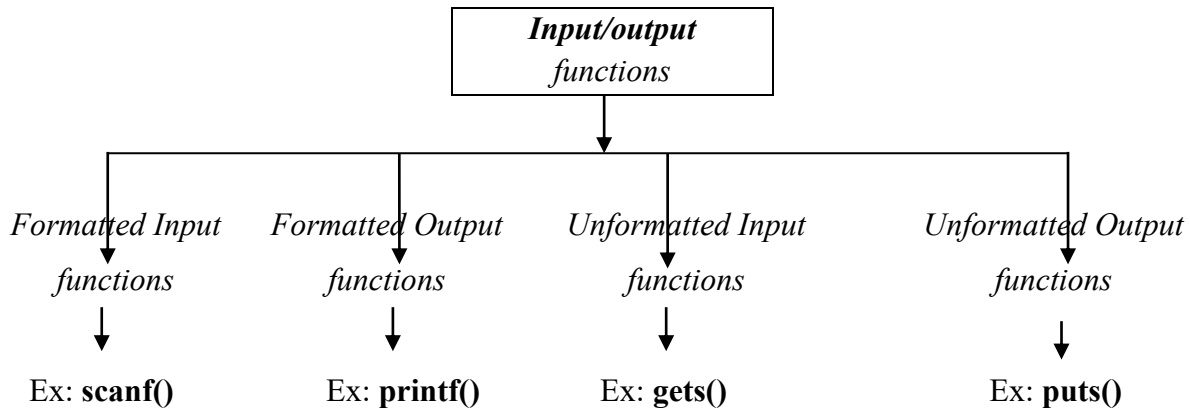 Input/output
functions
Formatted Input Formatted Output Unformatted Input Unformatted Output
functions functions functions functions
Ex: scanf() Ex: printf() Ex: gets() Ex: puts()